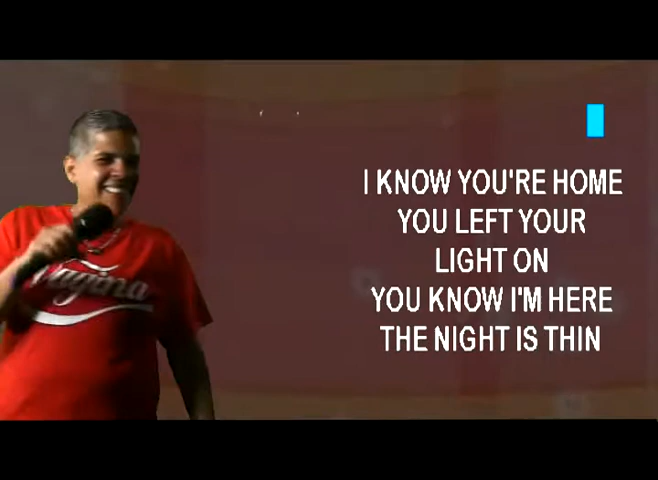 Vagina
I KNOW YOU'RE HOME
YOU LEFT YOUR
LIGHT ON
YOU KNOW I'M HERE
THE NIGHT IS THIN